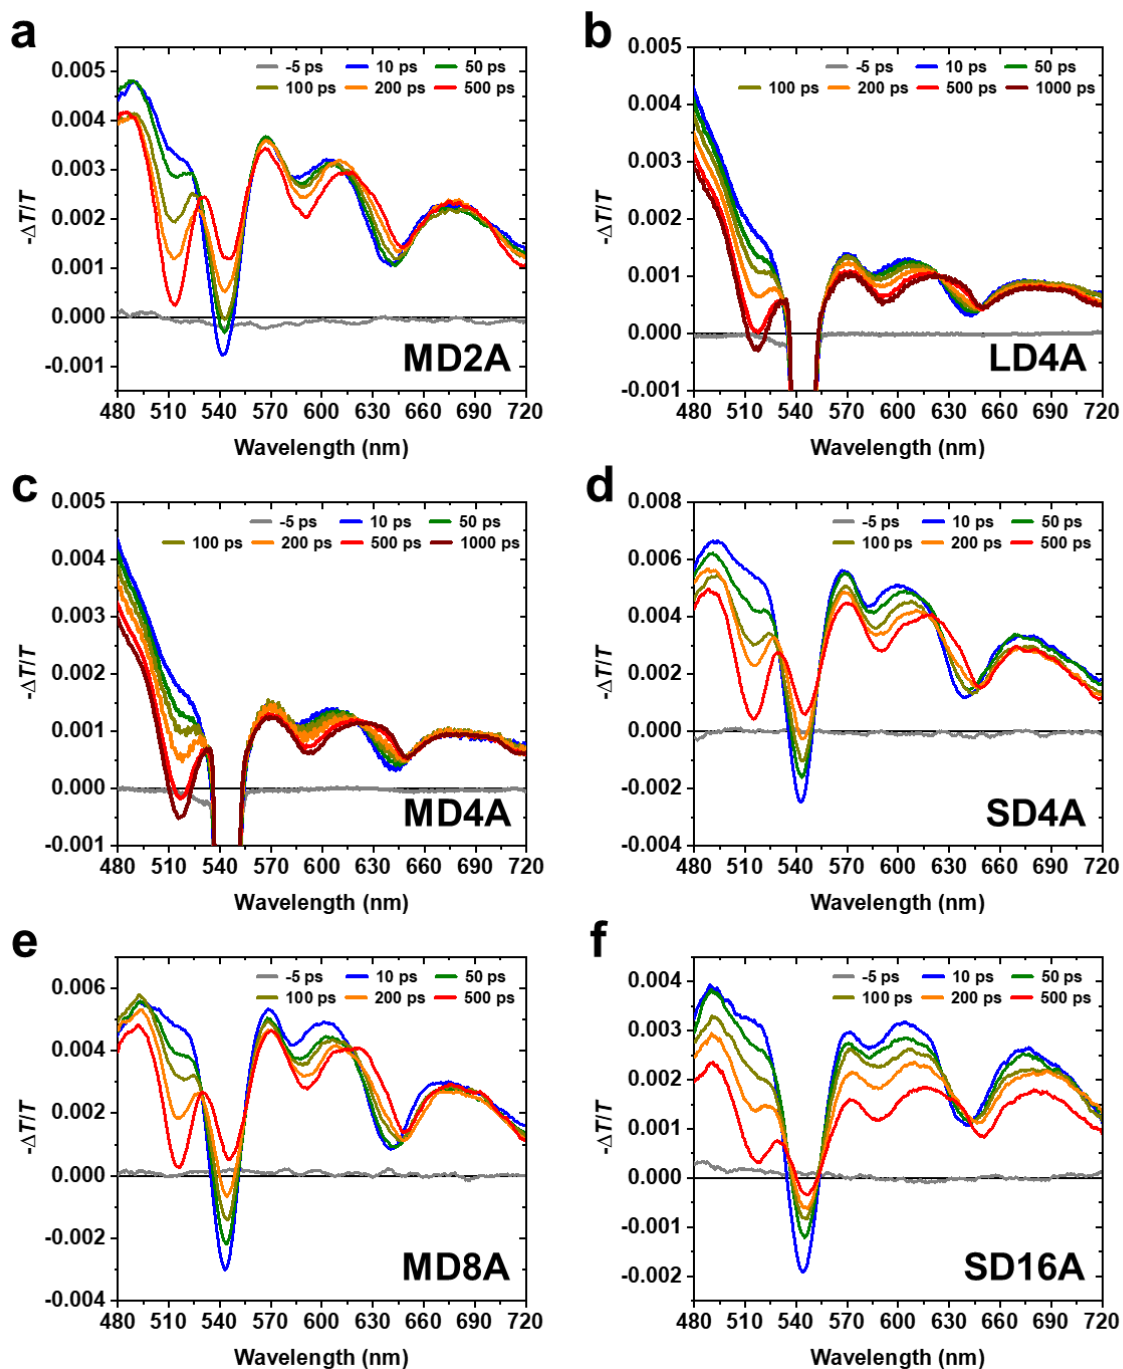 a
0.005
0.004
0.003
0.002
0.001
0.000
-0.001
-ΔT/T
-5 ps 10 ps 50 ps
100 ps 200 ps 500 ps
MD2A
480 510 540 570 600 630 660 690 720
Wavelength (nm)
b
0.005
0.004
0.003
0.002
0.001
0.000
-0.001
-ΔT/T
-5 ps 10 ps 50 ps
100 ps 200 ps 500 ps 1000 ps
LD4A
480 510 540 570 600 630 660 690 720
Wavelength (nm)
c
0.005
0.004
0.003
0.002
0.001
0.000
-0.001
-ΔT/T
-5 ps 10 ps 50 ps
100 ps 200 ps 500 ps 1000 ps
MD4A
480 510 540 570 600 630 660 690 720
Wavelength (nm)
d
0.008
0.006
0.004
0.002
0.000
-0.002
-0.004
-ΔT/T
-5 ps 10 ps 50 ps
100 ps 200 ps 500 ps
SD4A
480 510 540 570 600 630 660 690 720
Wavelength (nm)
e
0.006
0.004
0.002
0.000
-0.002
-0.004
-ΔT/T
-5 ps 10 ps 50 ps
100 ps 200 ps 500 ps
MD8A
480 510 540 570 600 630 660 690 720
Wavelength (nm)
f
0.004
0.003
0.002
0.001
0.000
-0.001
-0.002
-ΔT/T
-5 ps 10 ps 50 ps
100 ps 200 ps 500 ps
SD16A
480 510 540 570 600 630 660 690 720
Wavelength (nm)